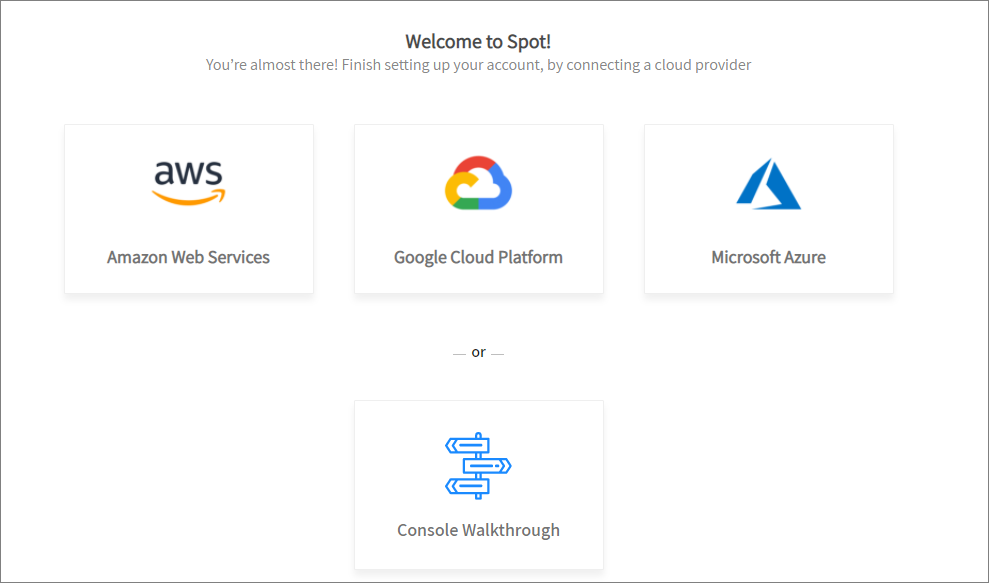 Welcome to Spot!
You're almost there! Finish setting up your account, by connecting a cloud provider
aws
Amazon Web Services
Google Cloud Platform
Microsoft Azure
or
Console Walkthrough